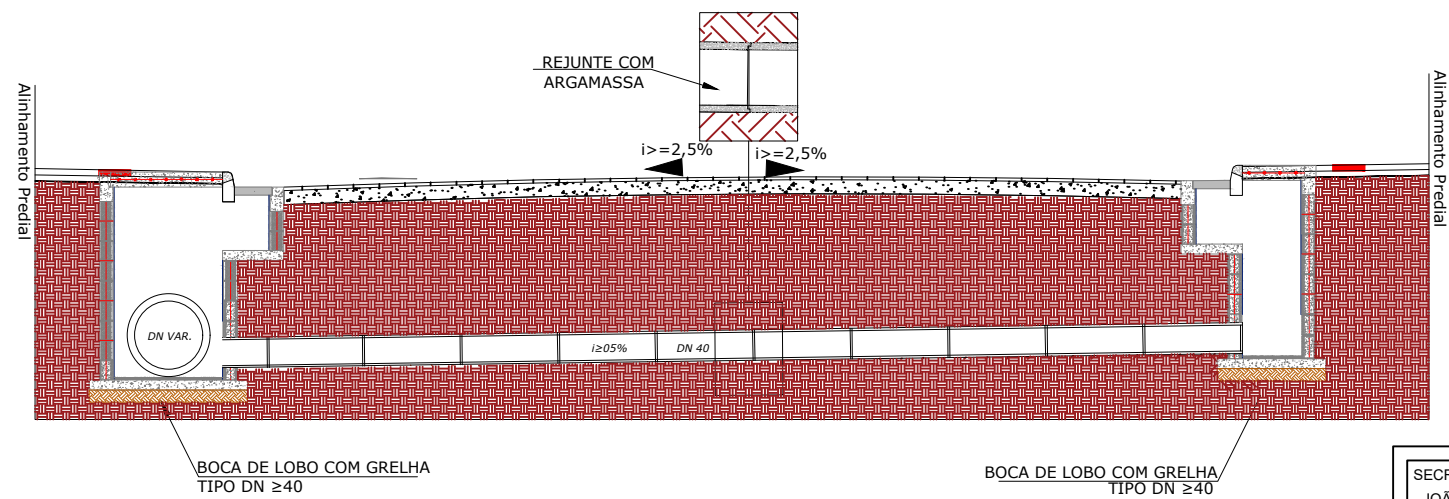 REJUNTE COM
ARGAMASSA
Alinhamento Predial
Alinhamento Predial
i>=2,5%
i>=2,5%
DN VAR.
i≥05%
DN 40
BOCA DE LOBO COM GRELHA
TIPO DN ≥40
BOCA DE LOBO COM GRELHA
TIPO DN ≥40